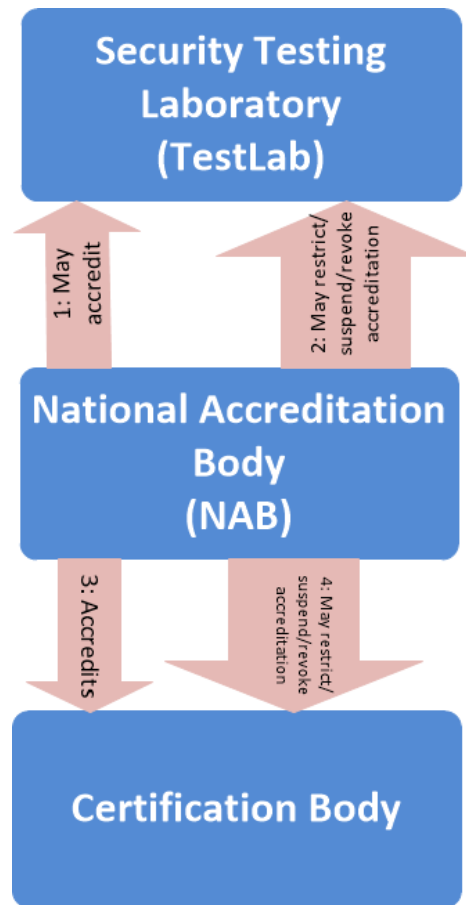 Security Testing
Laboratory
(TestLab)
1: May
accredit
2: May restrict/
suspend/revoke
accreditation
National Accreditation
Body
(NAB)
3: Accredits
4: May restrict/
suspend/revoke
accreditation
Certification Body